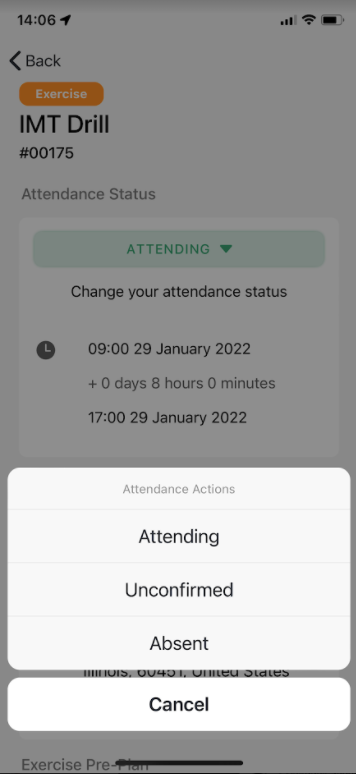 14:06
Back
Exercise
IMT Drill
#00175
Attendance Status
ATTENDING
Change your attendance status
09:00 29 January 2022
+ 0 days 8 hours 0 minutes
17:00 29 January 2022
Attendance Actions
Attending
Unconfirmed
Absent
Illinois, 60451, United States
Cancel
Exercise Pre-Plan